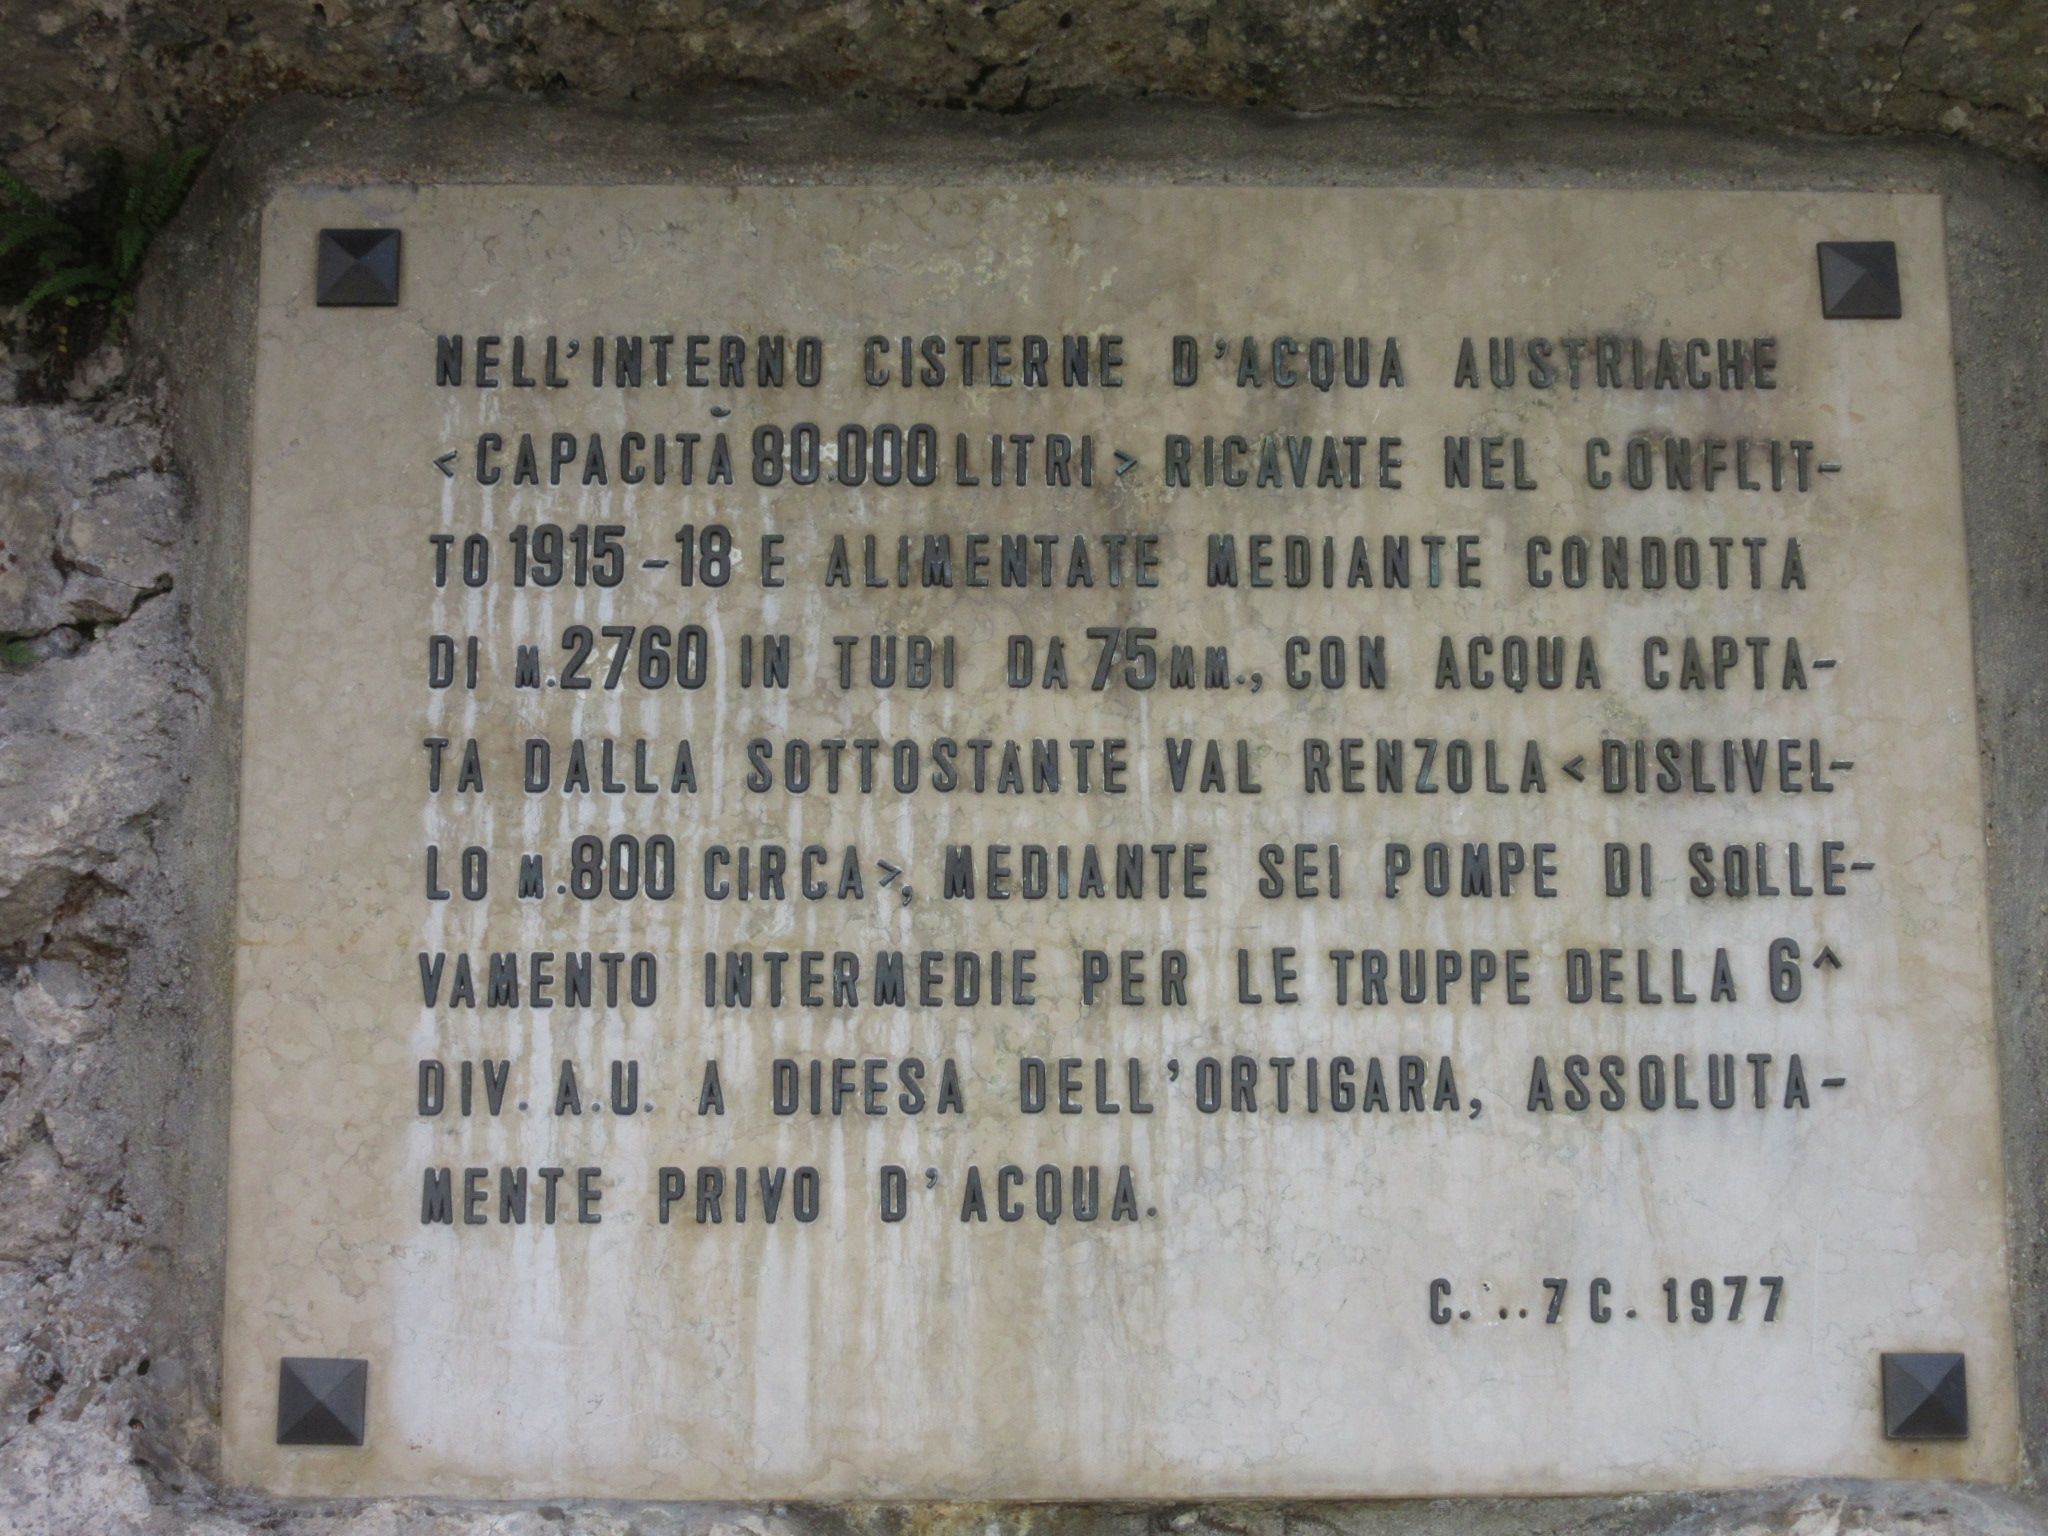 NELL'INTERNO CISTERNE D'ACQUA AUSTRIACHE
<CAPACITÀ 80.000 LITRI> RICAVATE NEL CONFLIT-
TO 1915-18 E ALIMENTATE MEDIANTE CONDOTTA
DI M.2760 IN TUBI DA 75 MM., CON ACQUA CAPTA-
TA DALLA SOTTOSTANTE VAL RENZOLA <DISLIVEL-
LO M.800 CIRCA>, MEDIANTE SEI POMPE DI SOLLE-
VAMENTO INTERMEDIE PER LE TRUPPE DELLA 6^
DIV. A.U. A DIFESA DELL'ORTIGARA, ASSOLUTA-
MENTE PRIVO D'ACQUA.
C. . . . 7 C. 1977